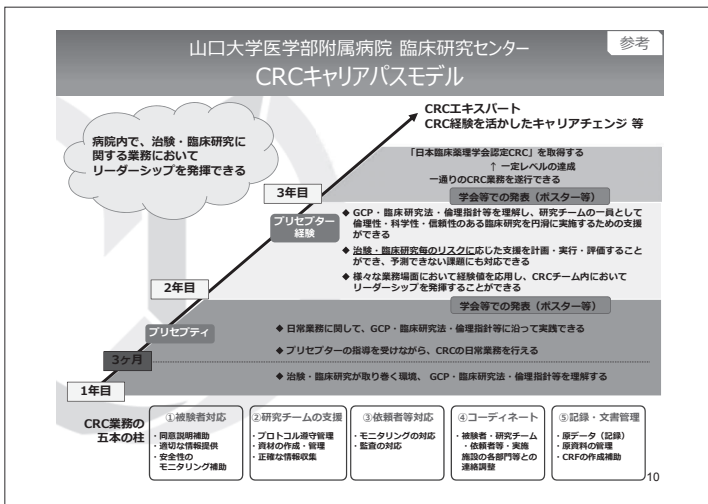 山口大学医学部附属病院 臨床研究センター
参考
CRCキャリアパスモデル
CRCエキスパート
CRC経験を活かしたキャリアチェンジ 等
病院内で、治験・臨床研究に
関する業務において
リーダーシップを発揮できる
「日本臨床薬理学会認定CRC」を取得する
↑ 一定レベルの達成
一通りのCRC業務を遂行できる
3年目
学会等での発表（ポスター等）
プリセプター
経験
◆ GCP・臨床研究法・倫理指針等を理解し、研究チームの一員として
倫理性・科学性・信頼性のある臨床研究を円滑に実施するための支援
ができる
◆ 治験・臨床研究毎のリスクに応じた支援を計画・実行・評価すること
ができ、予測できない課題にも対応できる
◆ 様々な業務場面において経験値を応用し、CRCチーム内において
リーダーシップを発揮することができる
2年目
学会等での発表（ポスター等）
プリセプティ
◆ 日常業務に関して、GCP・臨床研究法・倫理指針等に沿って実践できる
◆ プリセプターの指導を受けながら、CRCの日常業務を行える
3ヶ月
◆ 治験・臨床研究が取り巻く環境、 GCP・臨床研究法・倫理指針等を理解する
1年目
CRC業務の
五本の柱
①被験者対応
・同意説明補助
・適切な情報提供
・安全性の
モニタリング補助
②研究チームの支援
・プロトコル遵守管理
・資材の作成・管理
・正確な情報収集
③依頼者等対応
・モニタリングの対応
・監査の対応
④コーディネート
・被験者・研究チーム
・依頼者等・実施
施設の各部門等との
連絡調整
⑤記録・文書管理
・原データ（記録）
・原資料の管理
・CRFの作成補助
10